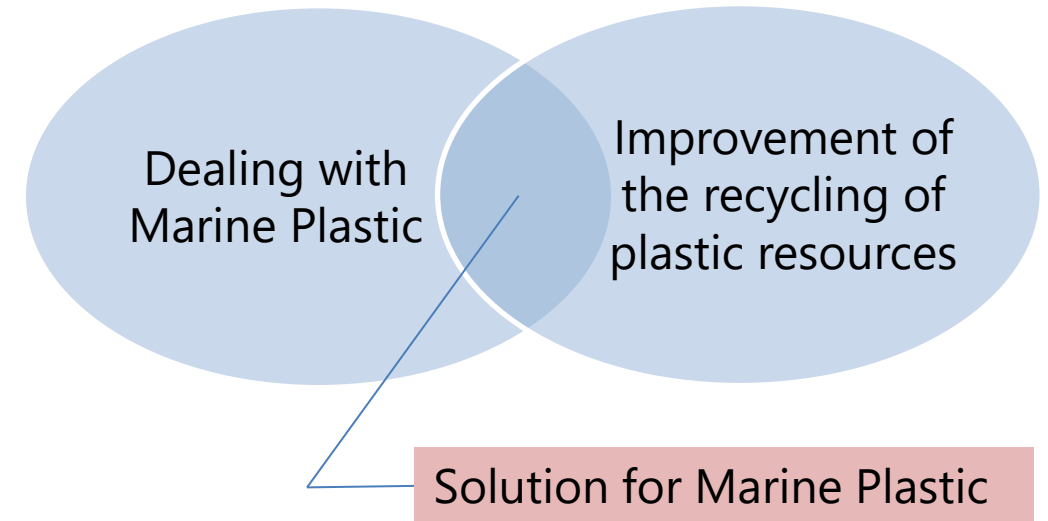 Dealing with
Marine Plastic
Improvement of
the recycling of
plastic resources
Solution for Marine Plastic